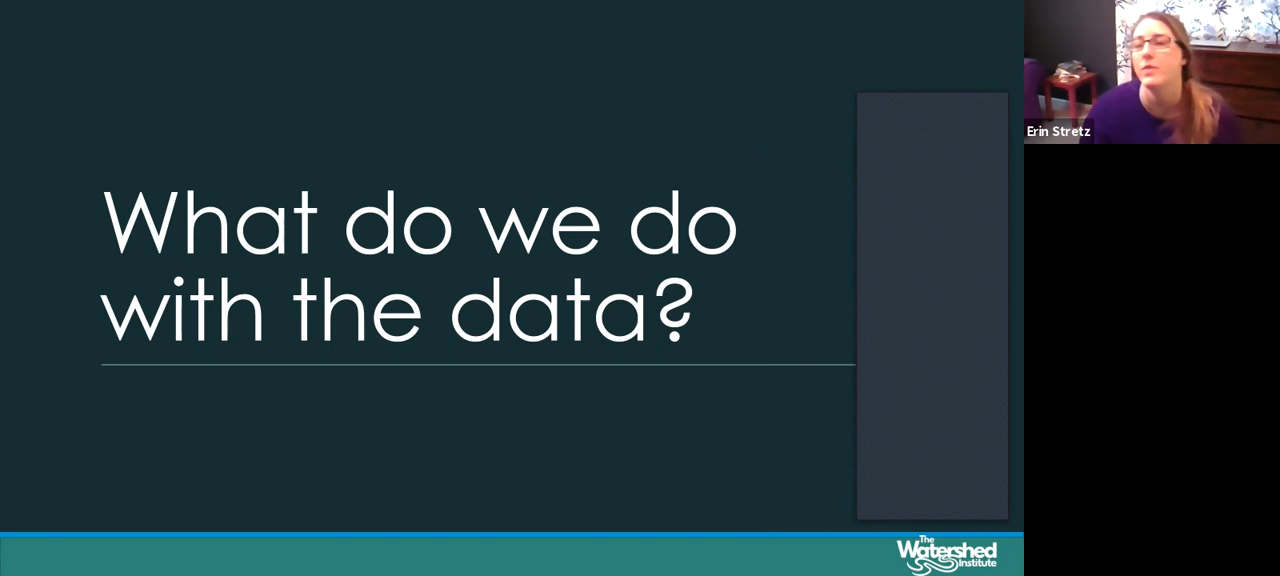 What do we do
with the data?
Erin Stretz
The
Watershed
Institute